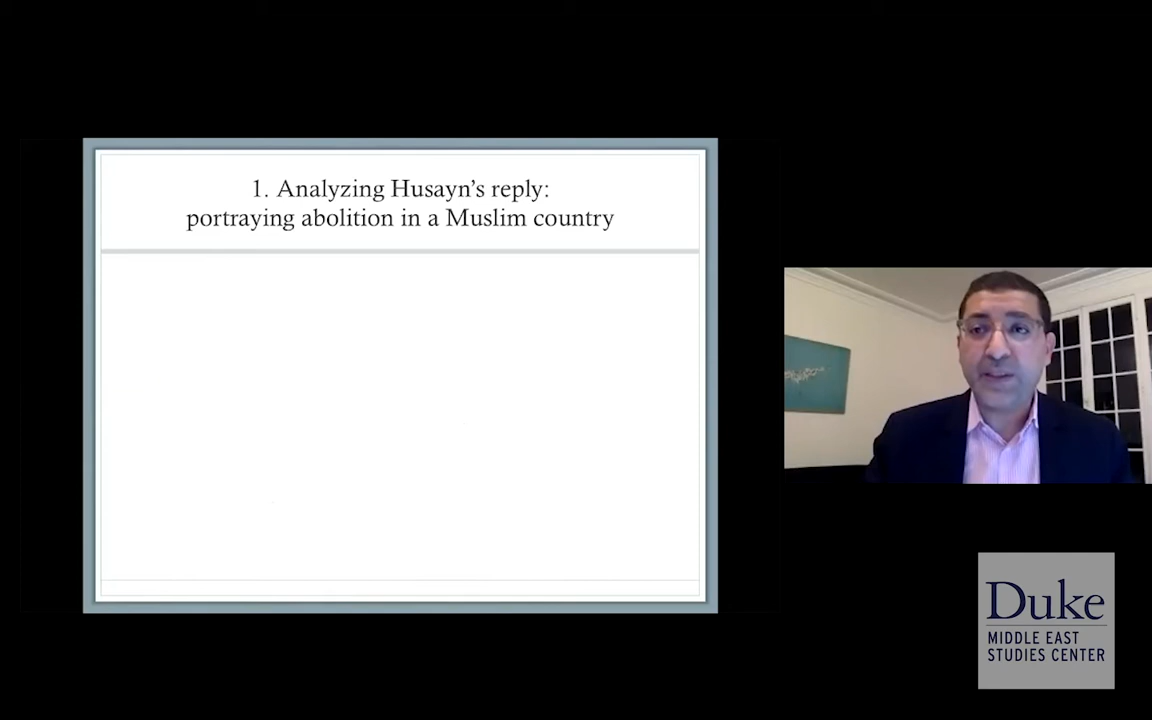 1. Analyzing Husayn’s reply:
portraying abolition in a Muslim country
Duke
MIDDLE EAST
STUDIES CENTER